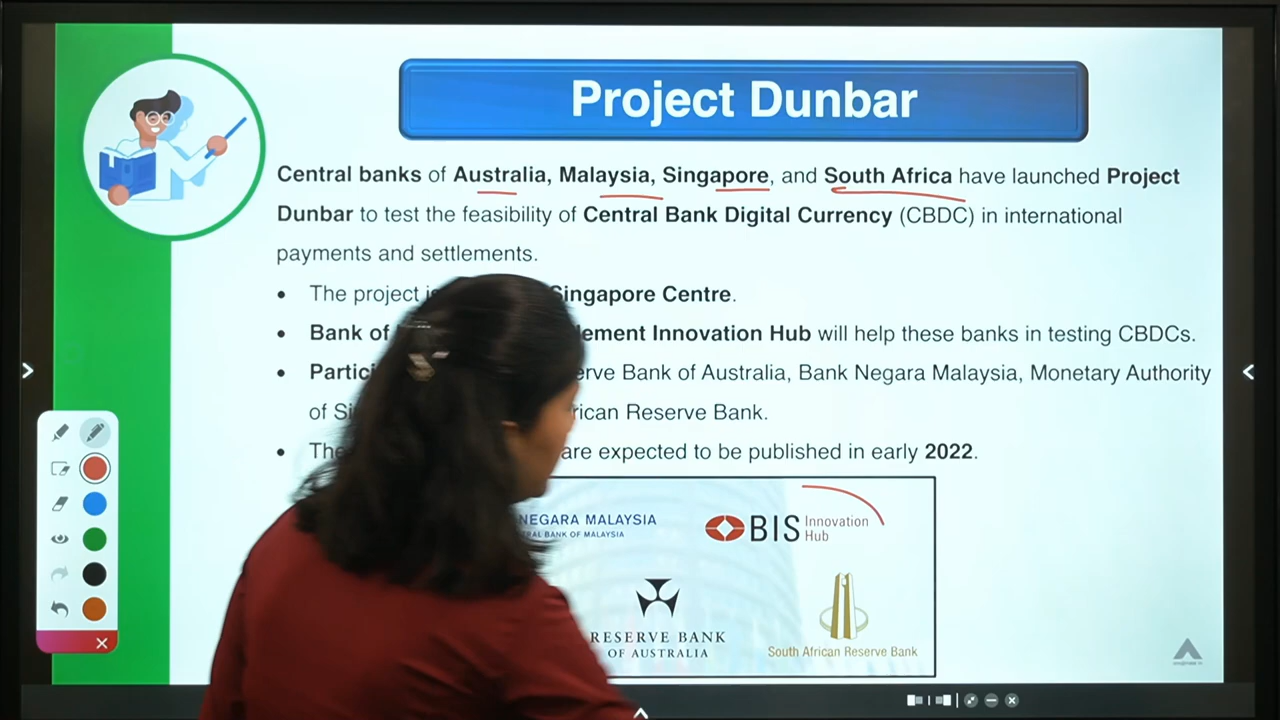 Project Dunbar
Central banks of Australia, Malaysia, Singapore, and South Africa have launched Project
Dunbar to test the feasibility of Central Bank Digital Currency (CBDC) in international
payments and settlements.
• The project Singapore Centre.
• Bank of lement Innovation Hub will help these banks in testing CBDCs.
• Partici erve Bank of Australia, Bank Negara Malaysia, Monetary Authority
of Si rican Reserve Bank.
• The are expected to be published in early 2022.
NEGARA MALAYSIA
RAL BANK OF MALAYSIA
BIS Innovation
Hub
RESERVE BANK
OF AUSTRALIA
South African Reserve Bank